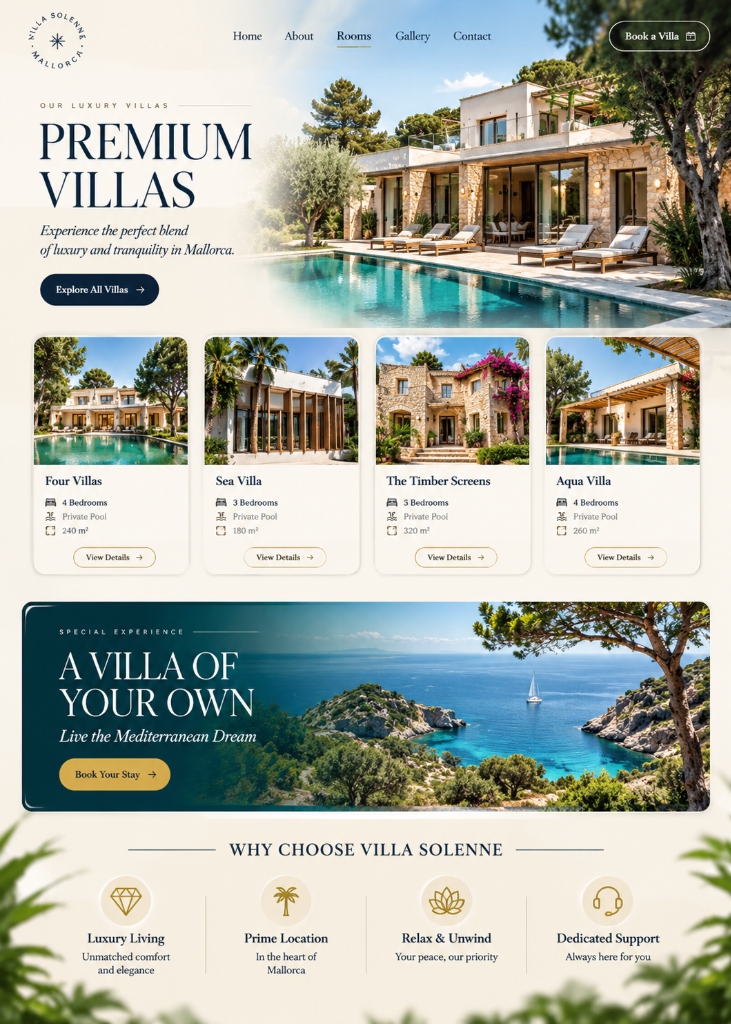 VILLA SOLENNE
MALLORCA
Home
About
Rooms
Gallery
Contact
Book a Villa
OUR LUXURY VILLAS
PREMIUM
VILLAS
Experience the perfect blend
of luxury and tranquility in Mallorca.
Explore All Villas
Four Villas
4 Bedrooms
Private Pool
240 m²
View Details
Sea Villa
3 Bedrooms
Private Pool
180 m²
View Details
The Timber Screens
5 Bedrooms
Private Pool
320 m²
View Details
Aqua Villa
4 Bedrooms
Private Pool
260 m²
View Details
SPECIAL EXPERIENCE
A VILLA OF
YOUR OWN
Live the Mediterranean Dream
Book Your Stay
WHY CHOOSE VILLA SOLENNE
Luxury Living
Unmatched comfort
and elegance
Prime Location
In the heart of
Mallorca
Relax & Unwind
Your peace, our priority
Dedicated Support
Always here for you